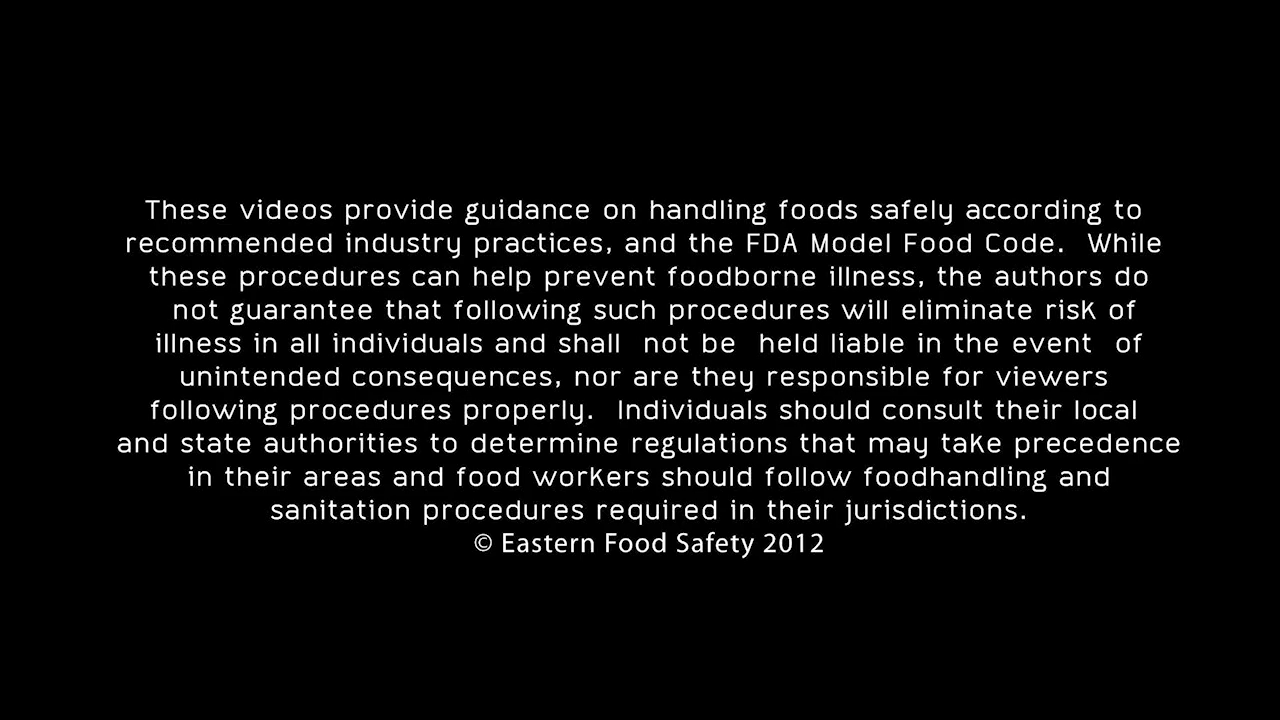 These videos provide guidance on handling foods safely according to
recommended industry practices, and the FDA Model Food Code.  While
these procedures can help prevent foodborne illness, the authors do
not guarantee that following such procedures will eliminate risk of
illness in all individuals and shall  not be  held liable in the event  of
unintended consequences, nor are they responsible for viewers
following procedures properly.  Individuals should consult their local
and state authorities to determine regulations that may take precedence
in their areas and food workers should follow foodhandling and
sanitation procedures required in their jurisdictions.
© Eastern Food Safety 2012